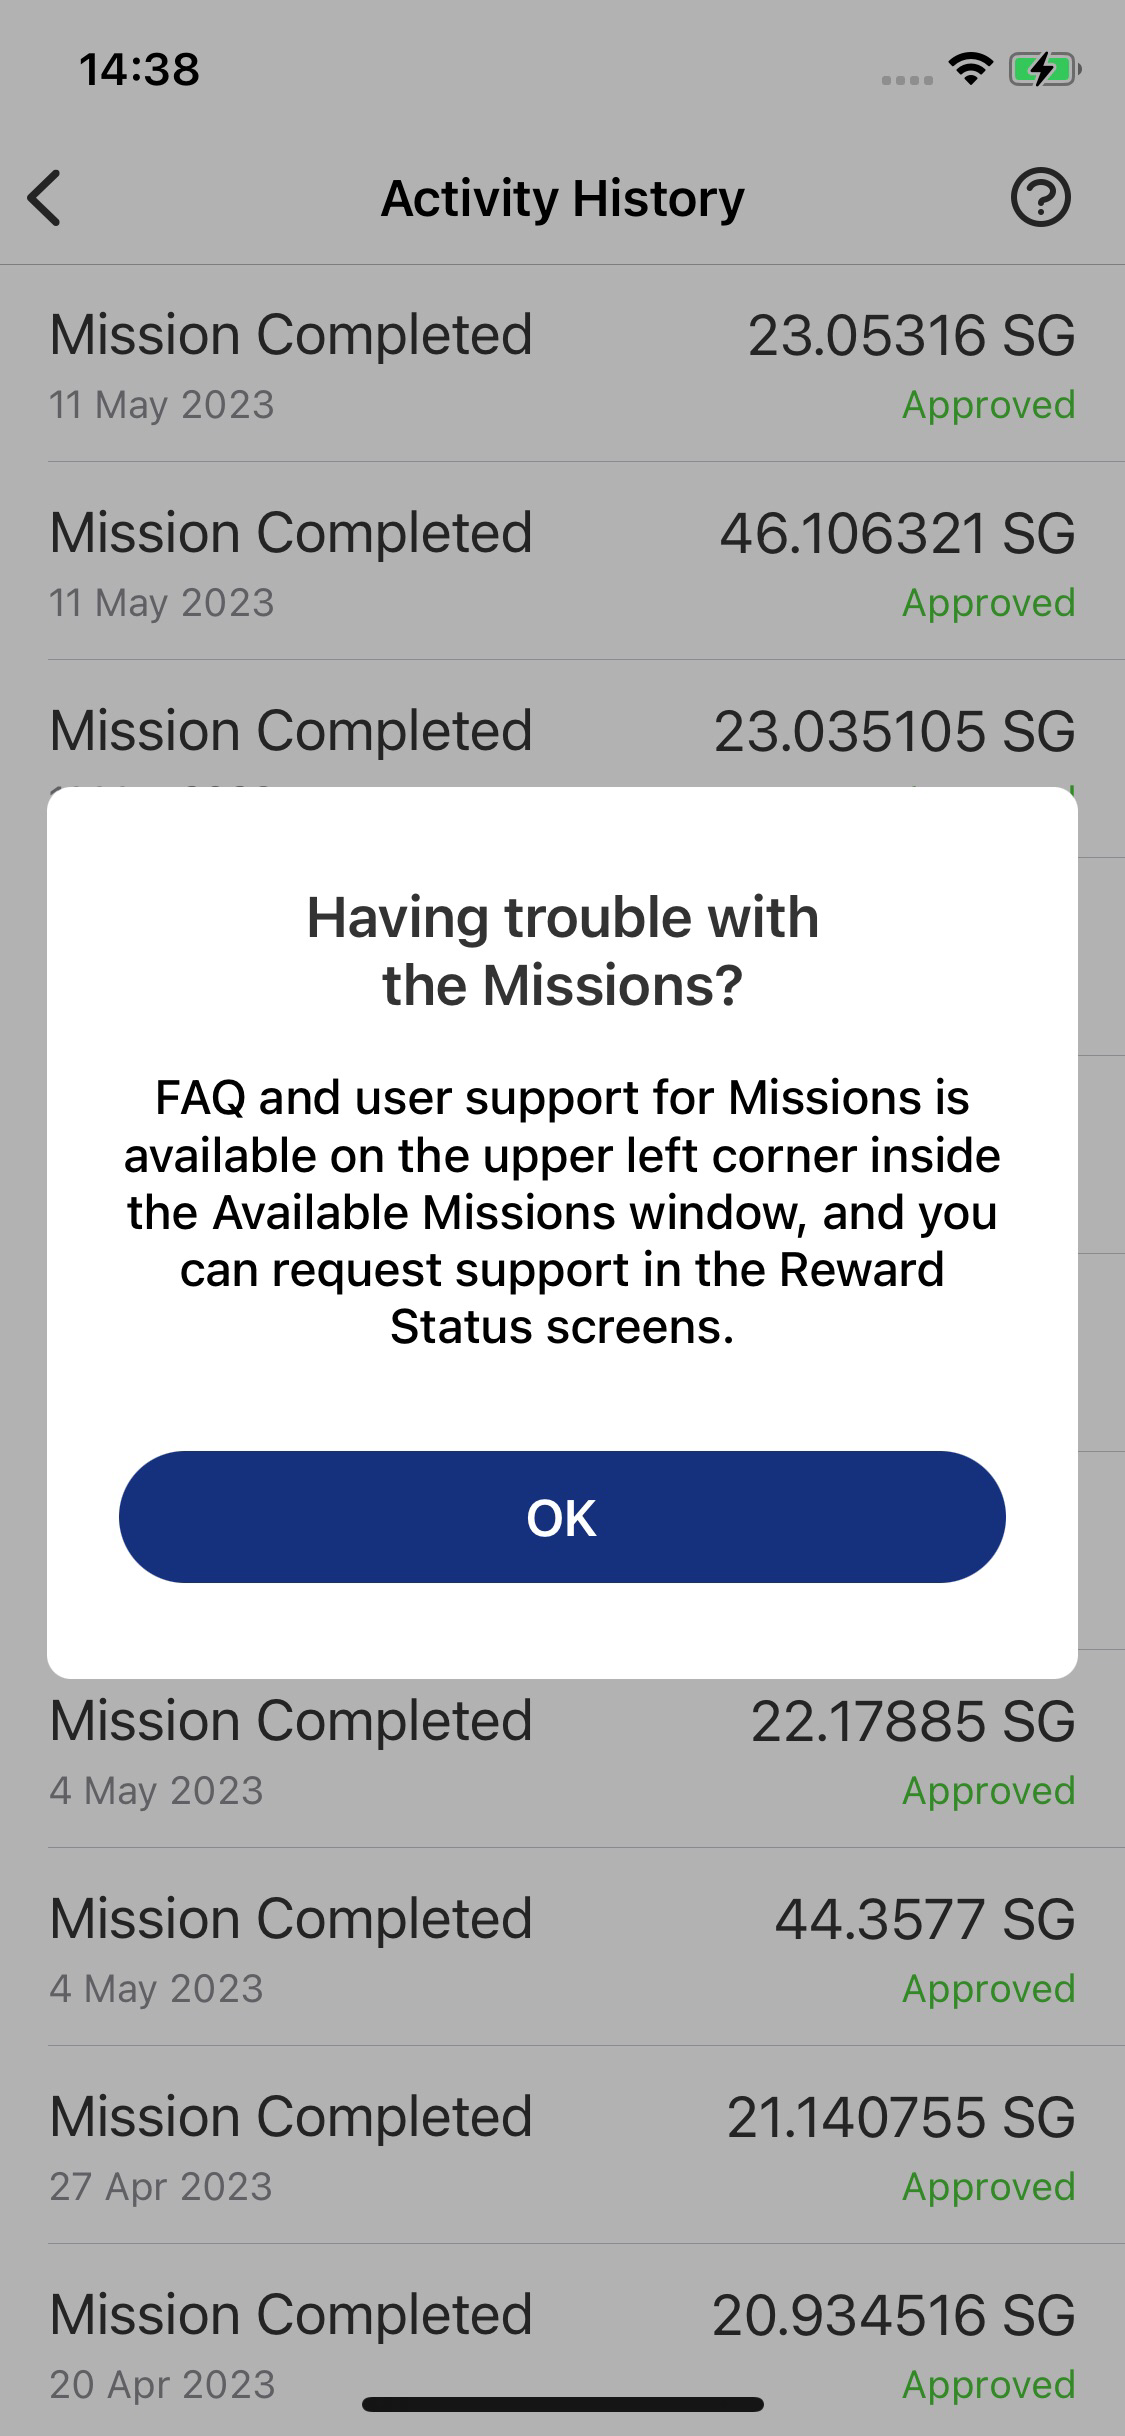 14:38
Activity History
Mission Completed 23.05316 SG
11 May 2023 Approved
Mission Completed 46.106321 SG
11 May 2023 Approved
Mission Completed 23.035105 SG
Having trouble with
the Missions?
FAQ and user support for Missions is
available on the upper left corner inside
the Available Missions window, and you
can request support in the Reward
Status screens.
OK
Mission Completed 22.17885 SG
4 May 2023 Approved
Mission Completed 44.3577 SG
4 May 2023 Approved
Mission Completed 21.140755 SG
27 Apr 2023 Approved
Mission Completed 20.934516 SG
20 Apr 2023 Approved